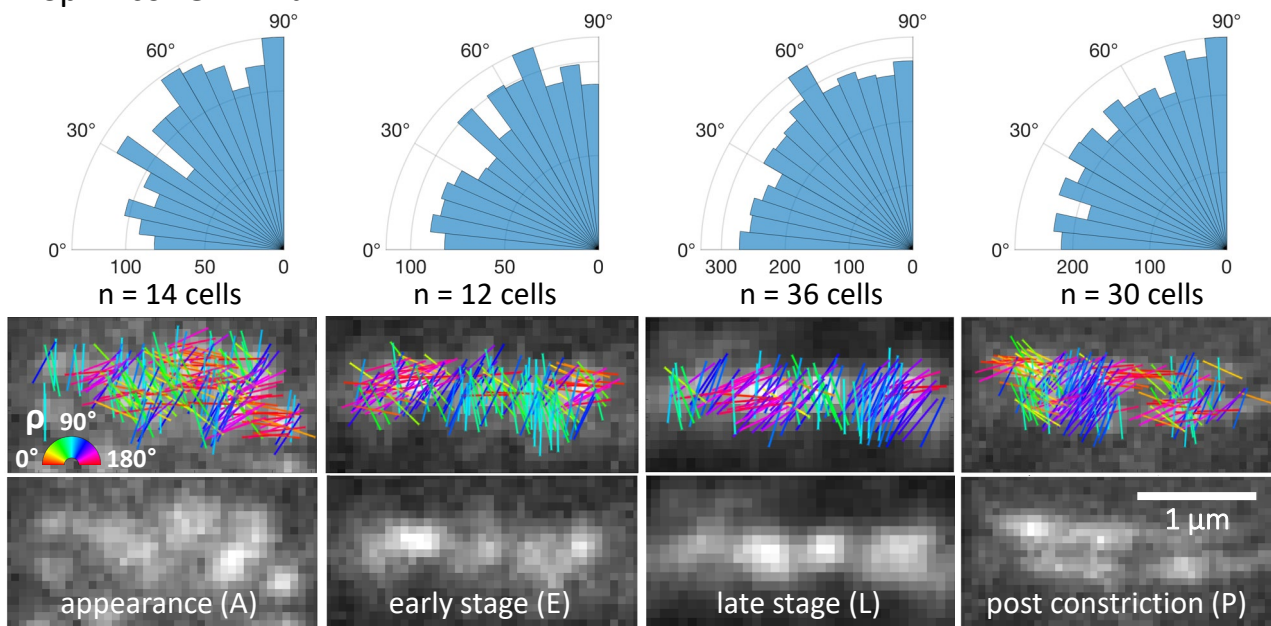 90° 90° 90° 90°
60° 60° 60° 60°
30° 30° 30° 30°
0° 0° 0° 0°
100 50 0 100 50 0 300 200 100 0 200 100 0
n = 14 cells n = 12 cells n = 36 cells n = 30 cells
ρ 90°
0° 180°
1 µm
appearance (A) early stage (E) late stage (L) post constriction (P)